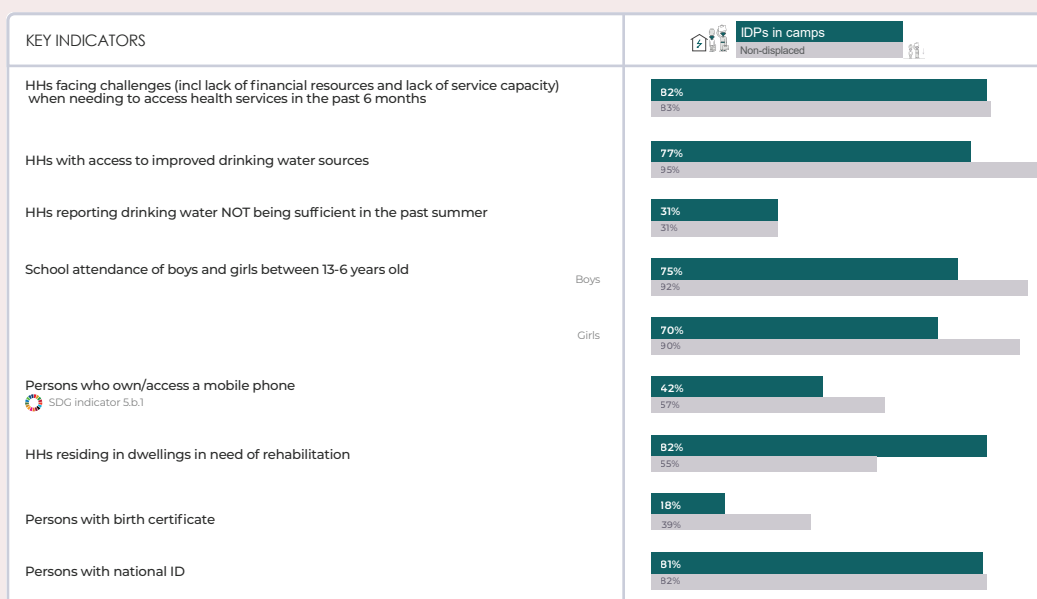 KEY INDICATORS
IDPs in camps
Non-displaced
HHs facing challenges (incl lack of financial resources and lack of service capacity)
when needing to access health services in the past 6 months
82%
83%
HHs with access to improved drinking water sources
77%
95%
HHs reporting drinking water NOT being sufficient in the past summer
31%
31%
School attendance of boys and girls between 13-6 years old
Boys
75%
92%
Girls
70%
90%
Persons who own/access a mobile phone
SDG indicator 5.b.1
42%
57%
HHs residing in dwellings in need of rehabilitation
82%
55%
Persons with birth certificate
18%
39%
Persons with national ID
81%
82%